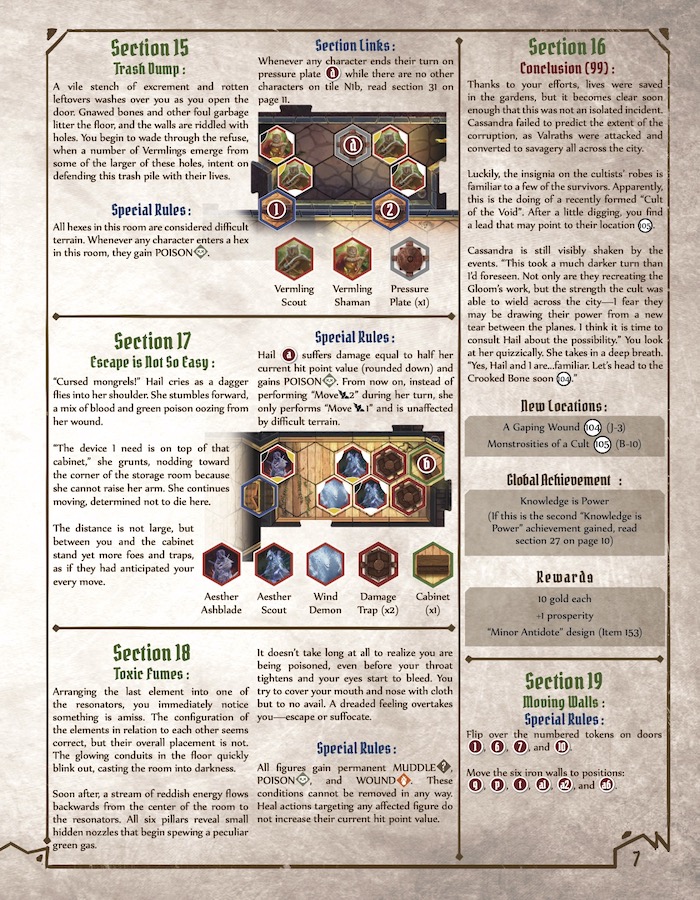 Section 15
Trash Dump:
A vile stench of excrement and rotten
leftovers washes over you as you open the
door. Gnawed bones and other foul garbage
litter the floor, and the walls are riddled with
holes. You begin to wade through the refuse,
when a number of Vermlings emerge from
some of the larger of these holes, intent on
defending this trash pile with their lives.
Special Rules:
All hexes in this room are considered difficult
terrain. Whenever any character enters a hex
in this room, they gain POISON.
Section Links:
Whenever any character ends their turn on
pressure plate a while there are no other
characters on tile N1b, read section 31 on
page 11.
a
1
2
Vermling
Scout
Vermling
Shaman
Pressure
Plate (x1)
Section 17
Escape is Not So Easy:
"Cursed mongrels!" Hail cries as a dagger
flies into her shoulder. She stumbles forward,
a mix of blood and green poison oozing from
her wound.
"The device I need is on top of that
cabinet," she grunts, nodding toward
the corner of the storage room because
she cannot raise her arm. She continues
moving, determined not to die here.
The distance is not large, but
between you and the cabinet
stand yet more foes and traps,
as if they had anticipated your
every move.
Special Rules:
Hail a suffers damage equal to half her
current hit point value (rounded down) and
gains POISON. From now on, instead of
performing "Move 2" during her turn, she
only performs "Move 1" and is unaffected
by difficult terrain.
b
Aesther
Ashblade
Aesther
Scout
Wind
Demon
Damage
Trap (x2)
Cabinet
(x1)
Section 18
Toxic Fumes:
Arranging the last element into one of
the resonators, you immediately notice
something is amiss. The configuration of
the elements in relation to each other seems
correct, but their overall placement is not.
The glowing conduits in the floor quickly
blink out, casting the room into darkness.
Soon after, a stream of reddish energy flows
backwards from the center of the room to
the resonators. All six pillars reveal small
hidden nozzles that begin spewing a peculiar
green gas.
It doesn't take long at all to realize you are
being poisoned, even before your throat
tightens and your eyes start to bleed. You
try to cover your mouth and nose with cloth
but to no avail. A dreaded feeling overtakes
you—escape or suffocate.
Special Rules:
All figures gain permanent MUDDLE,
POISON, and WOUND. These
conditions cannot be removed in any way.
Heal actions targeting any affected figure do
not increase their current hit point value.
Section 16
Conclusion (99):
Thanks to your efforts, lives were saved
in the gardens, but it becomes clear soon
enough that this was not an isolated incident.
Cassandra failed to predict the extent of the
corruption, as Valraths were attacked and
converted to savagery all across the city.
Luckily, the insignia on the cultists' robes is
familiar to a few of the survivors. Apparently,
this is the doing of a recently formed "Cult
of the Void". After a little digging, you find
a lead that may point to their location 105.
Cassandra is still visibly shaken by the
events. "This took a much darker turn than
I'd foreseen. Not only are they recreating the
Gloom's work, but the strength the cult was
able to wield across the city—I fear they
may be drawing their power from a new
tear between the planes. I think it is time to
consult Hail about the possibility." You look
at her quizzically. She takes in a deep breath.
"Yes, Hail and I are...familiar. Let's head to the
Crooked Bone soon 104."
New Locations:
A Gaping Wound 104 (J-3)
Monstrosities of a Cult 105 (B-10)
Global Achievement :
Knowledge is Power
(If this is the second "Knowledge is
Power" achievement gained, read
section 27 on page 10)
Rewards
10 gold each
+1 prosperity
"Minor Antidote" design (Item 153)
Section 19
Moving Walls:
Special Rules:
Flip over the numbered tokens on doors
1, 6, 7, and 10.
Move the six iron walls to positions:
q, p, r, a1, a2, and a6.
7